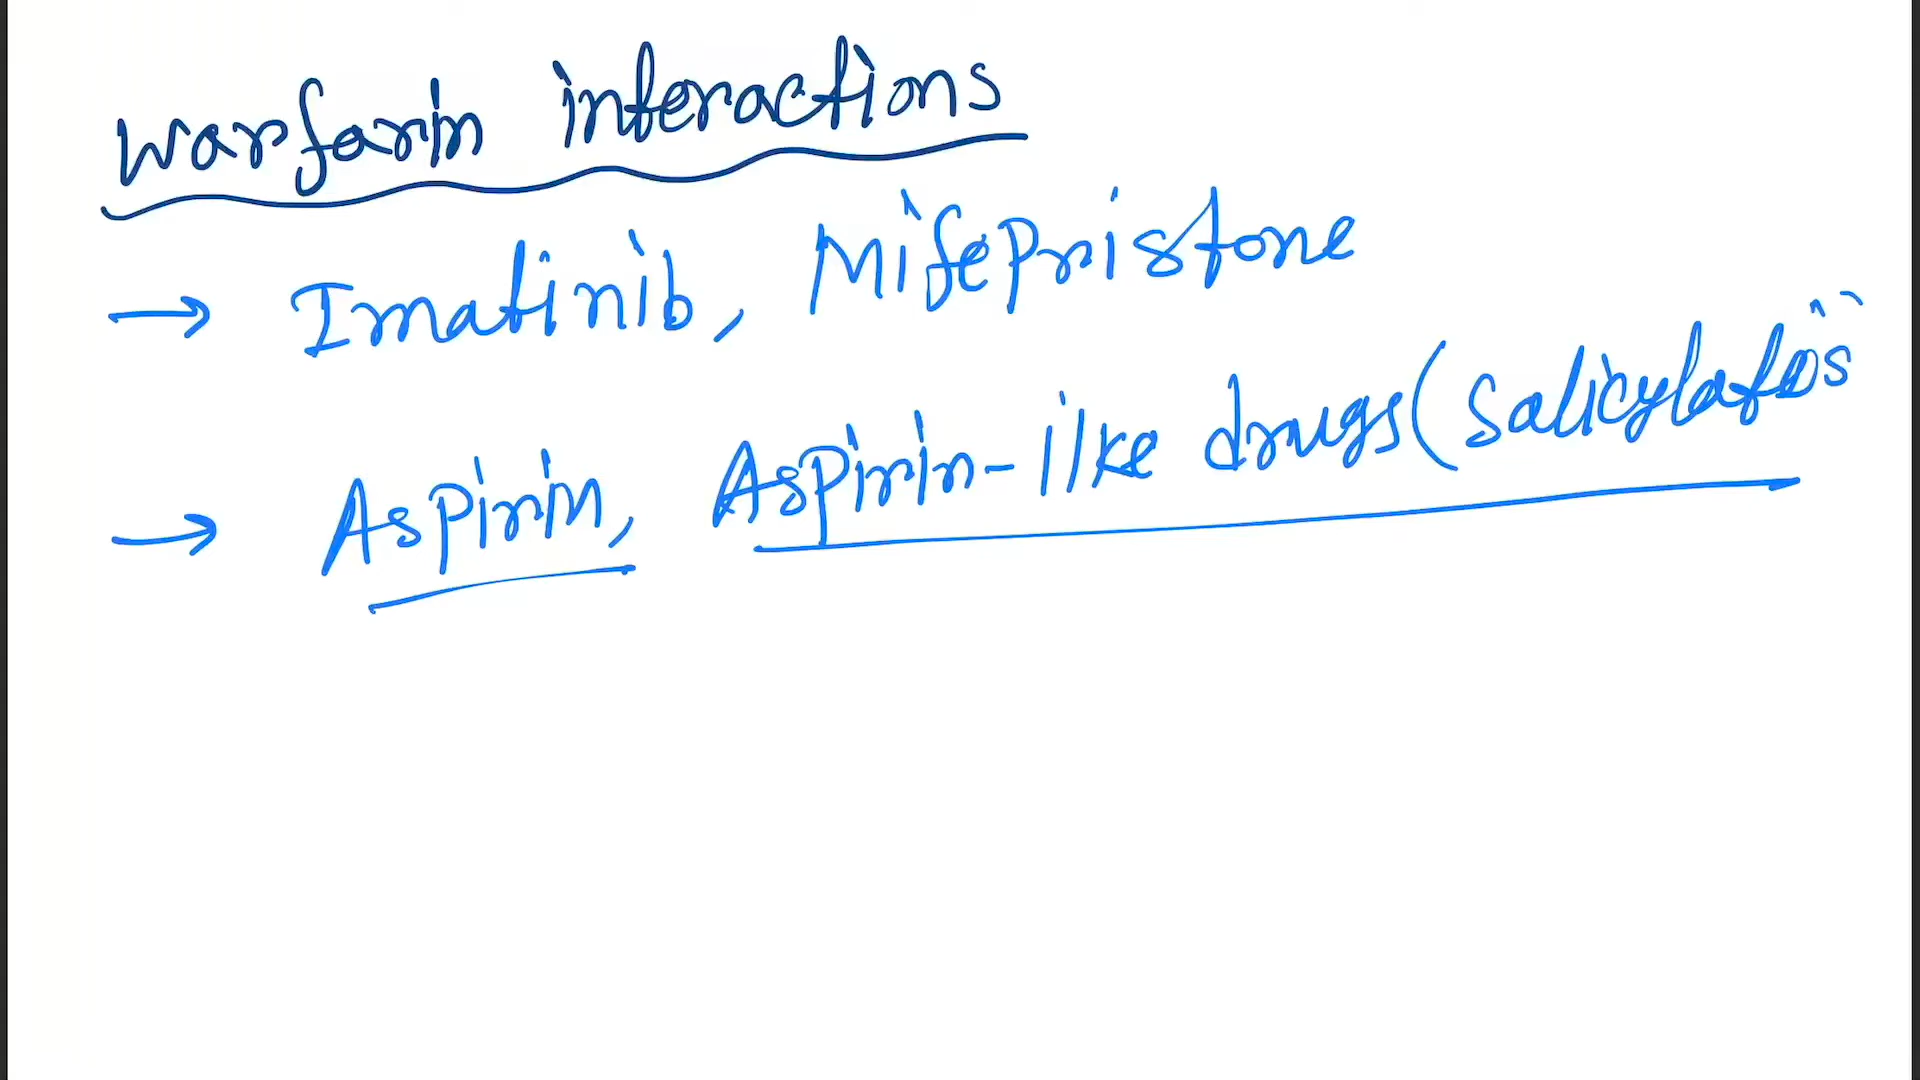 Warfarin interactions
→ Imatinib, Mifepristone
→ Aspirin, Aspirin-like drugs (salicylates